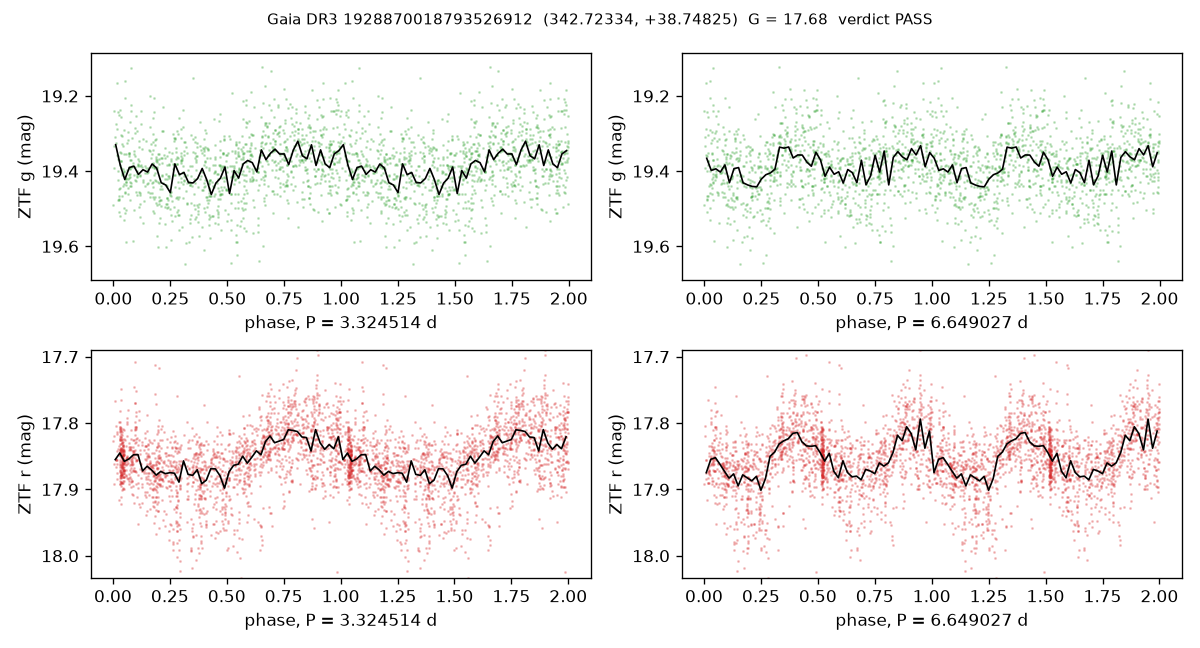 Gaia DR3 1928870018793526912 (342.72334, +38.74825) G = 17.68 verdict PASS
ZTF g (mag)
19.2
19.4
19.6
0.00 0.25 0.50 0.75 1.00 1.25 1.50 1.75 2.00
phase, P = 3.324514 d
ZTF g (mag)
19.2
19.4
19.6
0.00 0.25 0.50 0.75 1.00 1.25 1.50 1.75 2.00
phase, P = 6.649027 d
ZTF r (mag)
17.7
17.8
17.9
18.0
0.00 0.25 0.50 0.75 1.00 1.25 1.50 1.75 2.00
phase, P = 3.324514 d
ZTF r (mag)
17.7
17.8
17.9
18.0
0.00 0.25 0.50 0.75 1.00 1.25 1.50 1.75 2.00
phase, P = 6.649027 d